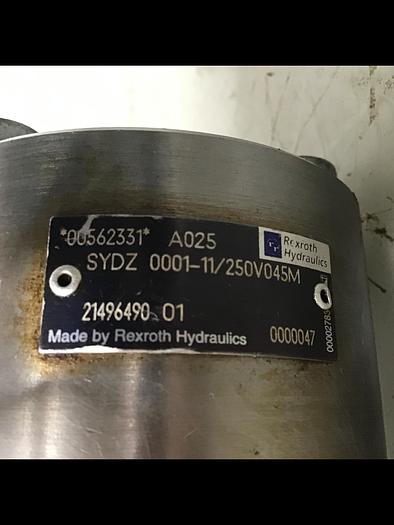 *00562331* A025
Rexroth
Hydraulics
SYDZ 0001-11/250V045M
21496490 01
Made by Rexroth Hydraulics 0000047